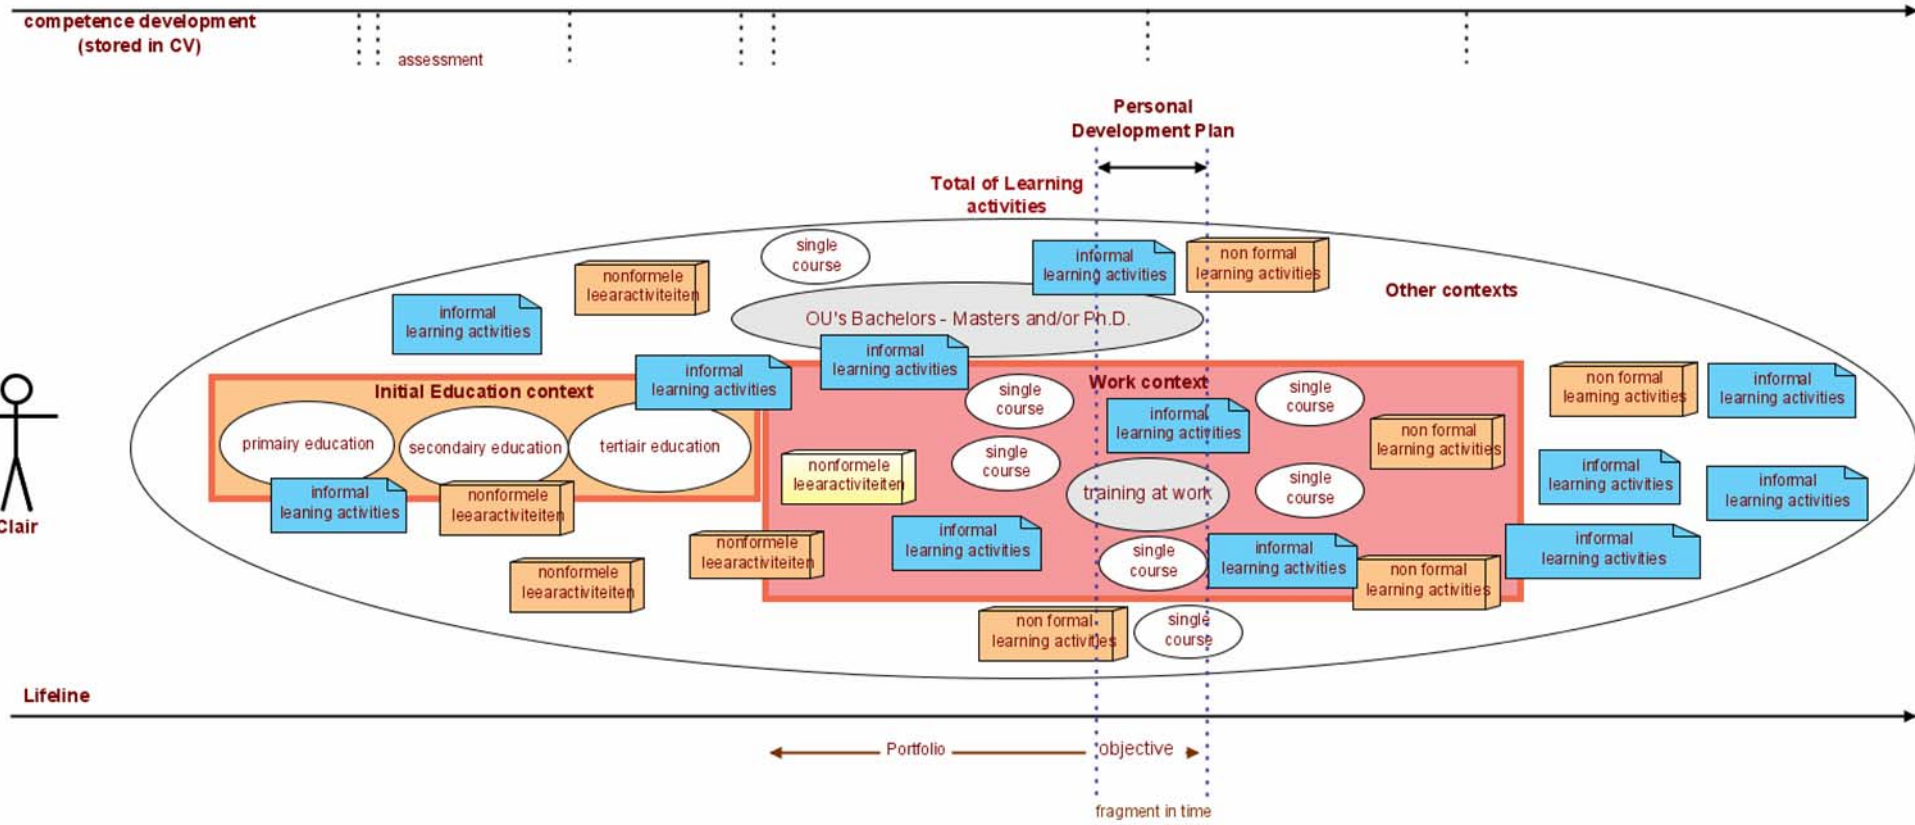 competence development
(stored in CV)
assessment
Personal
Development Plan
Total of Learning
activities
single
course
informal
learning activities
non formal
learning activities
nonformele
leearactiviteiten
Other contexts
informal
learning activities
OU's Bachelors - Masters and/or Ph.D.
informal
learning activities
informal
learning activities
Initial Education context
Work context
single
course
single
course
non formal
learning activities
informal
learning activities
informal
learning activities
primairy education
secondairy education
tertiair education
non formal
learning activities
single
course
nonformele
leearactiviteiten
informal
learning activities
training at work
single
course
informal
learning activities
informal
leaning activities
nonformele
leearactiviteiten
Clair
informal
learning activities
nonformele
leearactiviteiten
single
course
informal
learning activities
informal
learning activities
nonformele
leearactiviteiten
non formal
learning activities
non formal
learning activities
single
course
Lifeline
Portfolio
objective
fragment in time